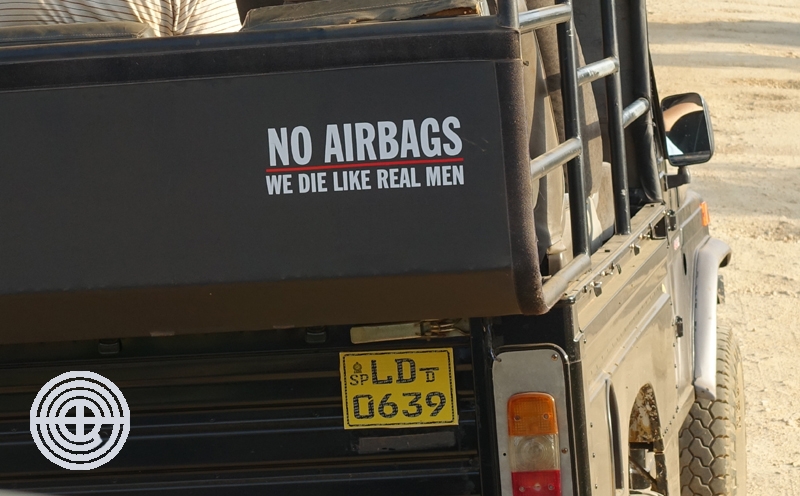 NO AIRBAGS
WE DIE LIKE REAL MEN
SP LD D
0639